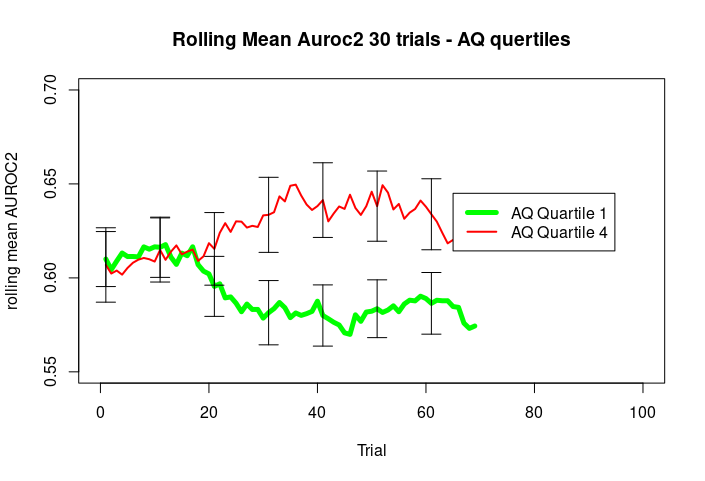 Rolling Mean Auroc2 30 trials - AQ quertiles
rolling mean AUROC2
0.70
0.65
0.60
0.55
AQ Quartile 1
AQ Quartile 4
0 20 40 60 80 100
Trial